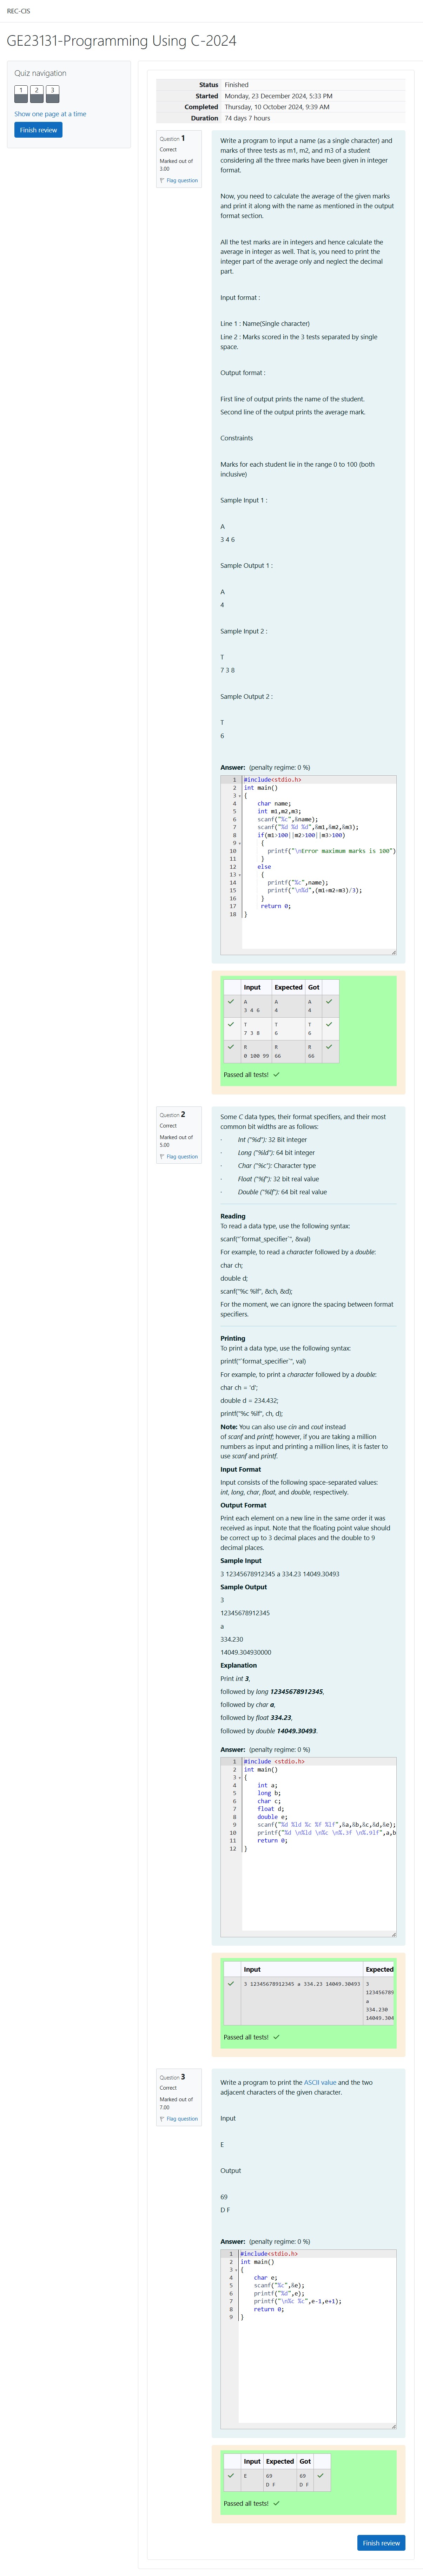 REC-CIS
GE23131-Programming Using C-2024
Quiz navigation
1 2 3
Show one page at a time
Finish review
Status Finished
Started Monday, 23 December 2024, 5:33 PM
Completed Thursday, 10 October 2024, 9:39 AM
Duration 74 days 7 hours
Question 1
Correct
Marked out of
3.00
Flag question
Write a program to input a name (as a single character) and
marks of three tests as m1, m2, and m3 of a student
considering all the three marks have been given in integer
format.
Now, you need to calculate the average of the given marks
and print it along with the name as mentioned in the output
format section.
All the test marks are in integers and hence calculate the
average in integer as well. That is, you need to print the
integer part of the average only and neglect the decimal
part.
Input format :
Line 1 : Name(Single character)
Line 2 : Marks scored in the 3 tests separated by single
space.
Output format :
First line of output prints the name of the student.
Second line of the output prints the average mark.
Constraints
Marks for each student lie in the range 0 to 100 (both
inclusive)
Sample Input 1 :
A
3 4 6
Sample Output 1 :
A
4
Sample Input 2 :
T
7 3 8
Sample Output 2 :
T
6
Answer: (penalty regime: 0 %)
1 #include<stdio.h>
2 int main()
3 {
4 char name;
5 int m1,m2,m3;
6 scanf("%c",&name);
7 scanf("%d %d %d",&m1,&m2,&m3);
8 if(m1>100||m2>100||m3>100)
9 {
10 printf("\nError maximum marks is 100")
11 }
12 else
13 {
14 printf("%c",name);
15 printf("\n%d",(m1+m2+m3)/3);
16 }
17 return 0;
18 }
Input Expected Got
A A A
3 4 6 4 4
T T T
7 3 8 6 6
R R R
0 100 99 66 66
Passed all tests!
Question 2
Correct
Marked out of
5.00
Flag question
Some C data types, their format specifiers, and their most
common bit widths are as follows:
· Int ("%d"): 32 Bit integer
· Long ("%ld"): 64 bit integer
· Char ("%c"): Character type
· Float ("%f"): 32 bit real value
· Double ("%lf"): 64 bit real value
Reading
To read a data type, use the following syntax:
scanf("`format_specifier`", &val)
For example, to read a character followed by a double:
char ch;
double d;
scanf("%c %lf", &ch, &d);
For the moment, we can ignore the spacing between format
specifiers.
Printing
To print a data type, use the following syntax:
printf("`format_specifier`", val)
For example, to print a character followed by a double:
char ch = 'd';
double d = 234.432;
printf("%c %lf", ch, d);
Note: You can also use cin and cout instead
of scanf and printf; however, if you are taking a million
numbers as input and printing a million lines, it is faster to
use scanf and printf.
Input Format
Input consists of the following space-separated values:
int, long, char, float, and double, respectively.
Output Format
Print each element on a new line in the same order it was
received as input. Note that the floating point value should
be correct up to 3 decimal places and the double to 9
decimal places.
Sample Input
3 12345678912345 a 334.23 14049.30493
Sample Output
3
12345678912345
a
334.230
14049.304930000
Explanation
Print int 3,
followed by long 12345678912345,
followed by char a,
followed by float 334.23,
followed by double 14049.30493.
Answer: (penalty regime: 0 %)
1 #include <stdio.h>
2 int main()
3 {
4 int a;
5 long b;
6 char c;
7 float d;
8 double e;
9 scanf("%d %ld %c %f %lf",&a,&b,&c,&d,&e);
10 printf("%d \n%ld \n%c \n%.3f \n%.9lf",a,b
11 return 0;
12 }
Input Expected
3 12345678912345 a 334.23 14049.30493 3
123456789
a
334.230
14049.304
Passed all tests!
Question 3
Correct
Marked out of
7.00
Flag question
Write a program to print the ASCII value and the two
adjacent characters of the given character.
Input
E
Output
69
D F
Answer: (penalty regime: 0 %)
1 #include<stdio.h>
2 int main()
3 {
4 char e;
5 scanf("%c",&e);
6 printf("%d",e);
7 printf("\n%c %c",e-1,e+1);
8 return 0;
9 }
Input Expected Got
E 69 69
D F D F
Passed all tests!
Finish review